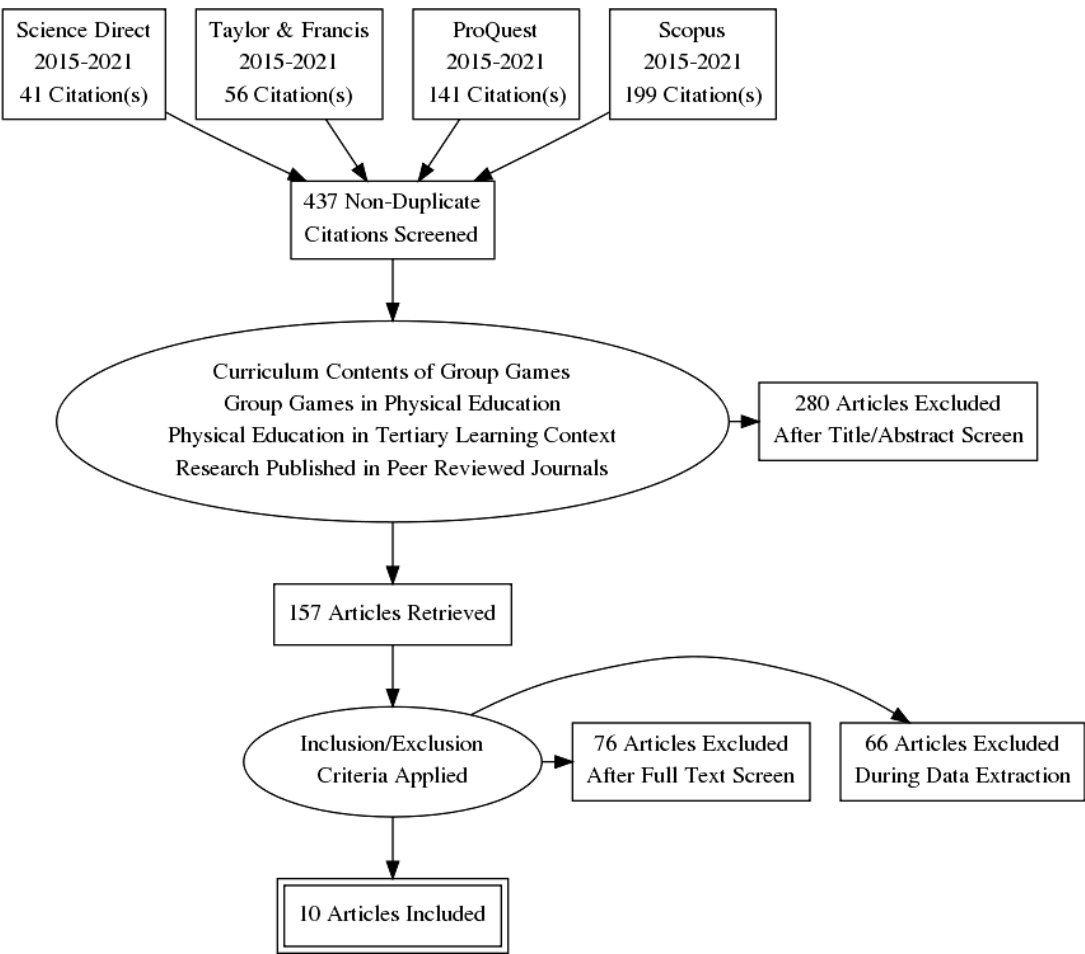 Science Direct
2015-2021
41 Citation(s)
Taylor & Francis
2015-2021
56 Citation(s)
ProQuest
2015-2021
141 Citation(s)
Scopus
2015-2021
199 Citation(s)
437 Non-Duplicate
Citations Screened
Curriculum Contents of Group Games
Group Games in Physical Education
Physical Education in Tertiary Learning Context
Research Published in Peer Reviewed Journals
280 Articles Excluded
After Title/Abstract Screen
157 Articles Retrieved
Inclusion/Exclusion
Criteria Applied
76 Articles Excluded
After Full Text Screen
66 Articles Excluded
During Data Extraction
10 Articles Included